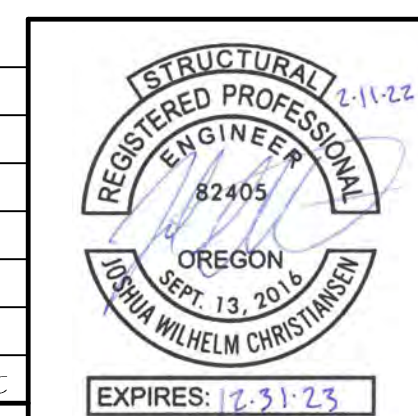 STRUCTURAL
2-11-22
REGISTERED PROFESSIONAL
ENGINEER
82405
OREGON
SEPT. 13, 2016
JOSHUA WILHELM CHRISTIANSEN
EXPIRES: 12.31.23